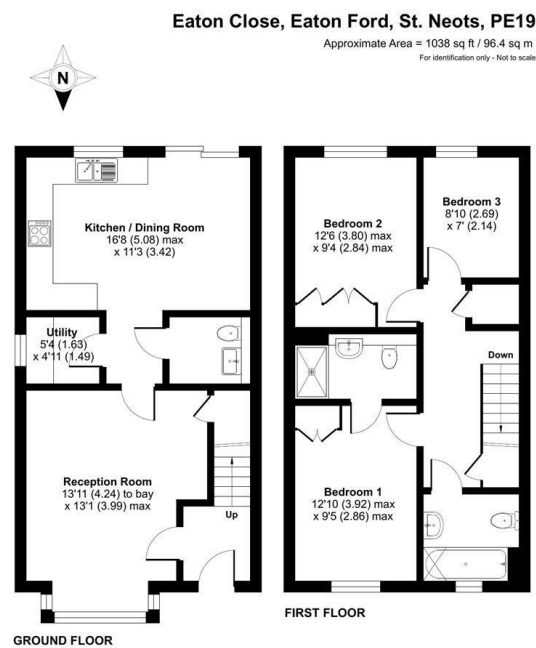 Eaton Close, Eaton Ford, St. Neots, PE19
Approximate Area = 1038 sq ft / 96.4 sq m
For identification only - Not to scale
N
Kitchen / Dining Room
16'8 (5.08) max
x 11'3 (3.42)
Utility
5'4 (1.63)
x 4'11 (1.49)
Reception Room
13'11 (4.24) to bay
x 13'1 (3.99) max
Up
GROUND FLOOR
Bedroom 2
12'6 (3.80) max
x 9'4 (2.84) max
Bedroom 3
8'10 (2.69)
x 7' (2.14)
Down
Bedroom 1
12'10 (3.92) max
x 9'5 (2.86) max
FIRST FLOOR